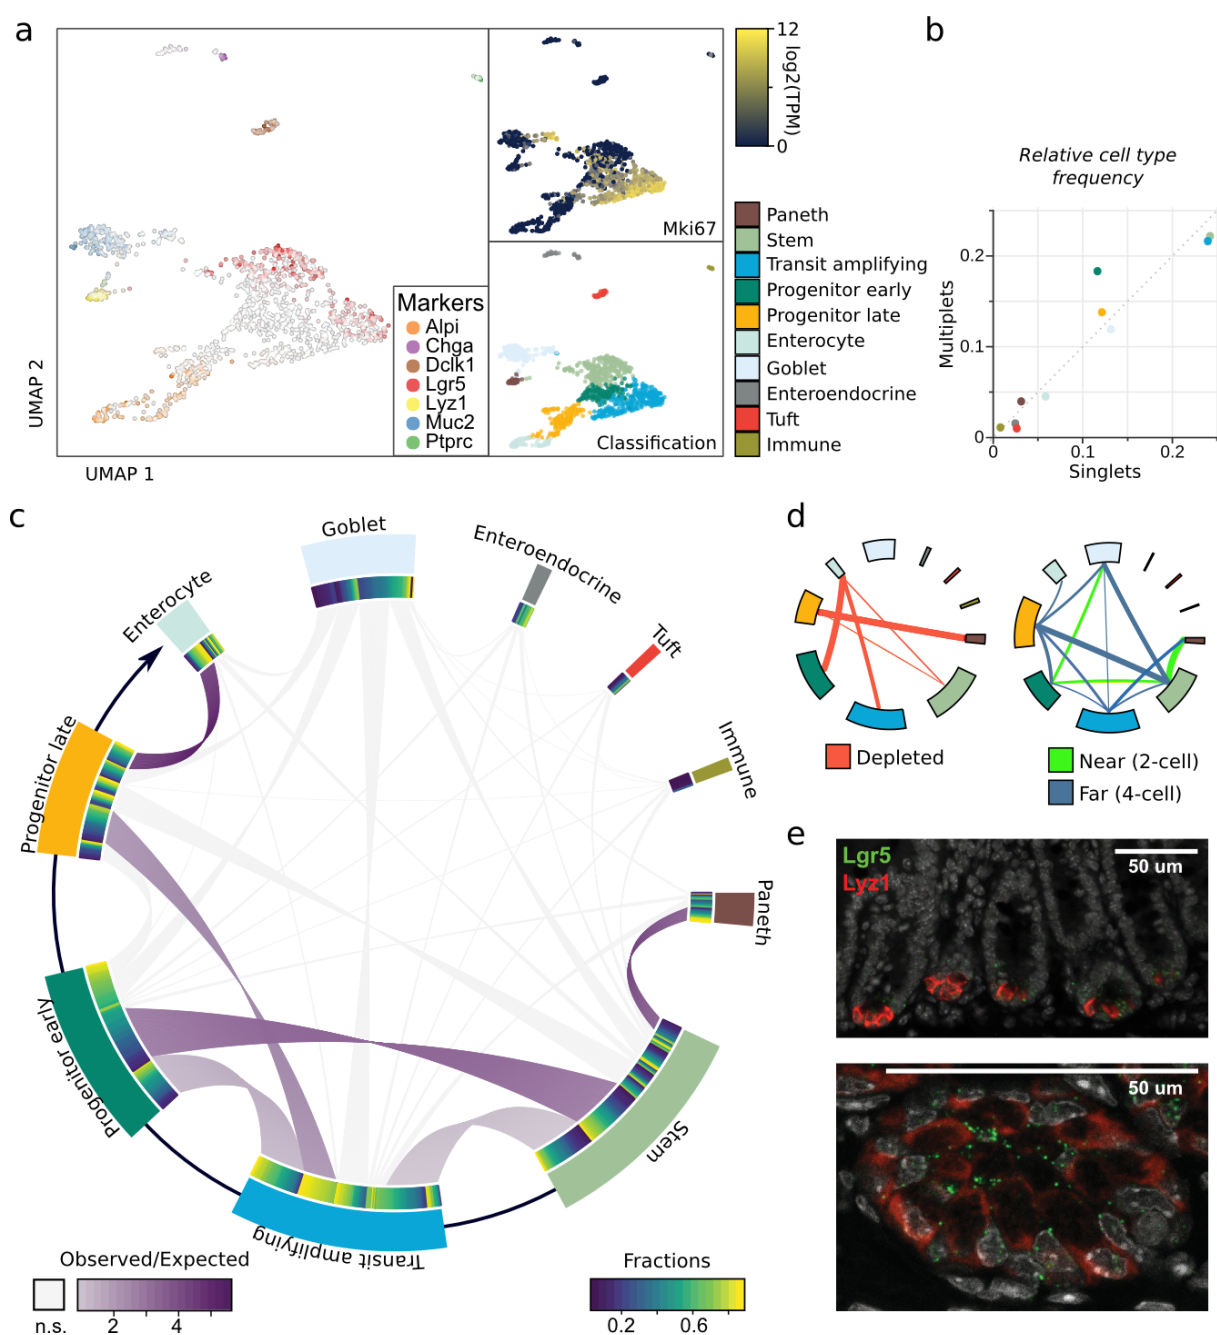 a
12
log2(TPM)
0
Mki67
Classification
Markers
Alpi
Chga
Dclk1
Lgr5
Lyz1
Muc2
Ptprc
UMAP 2
UMAP 1
Paneth
Stem
Transit amplifying
Progenitor early
Progenitor late
Enterocyte
Goblet
Enteroendocrine
Tuft
Immune
b
Relative cell type
frequency
Multiplets
0.2
0.1
0
0
0.1
0.2
Singlets
c
Goblet
Enteroendocrine
Tuft
Immune
Paneth
Stem
Transit amplifying
Progenitor early
Progenitor late
Enterocyte
Observed/Expected
n.s.
2
4
Fractions
0.2
0.6
d
Depleted
Near (2-cell)
Far (4-cell)
e
Lgr5
Lyz1
50 um
50 um